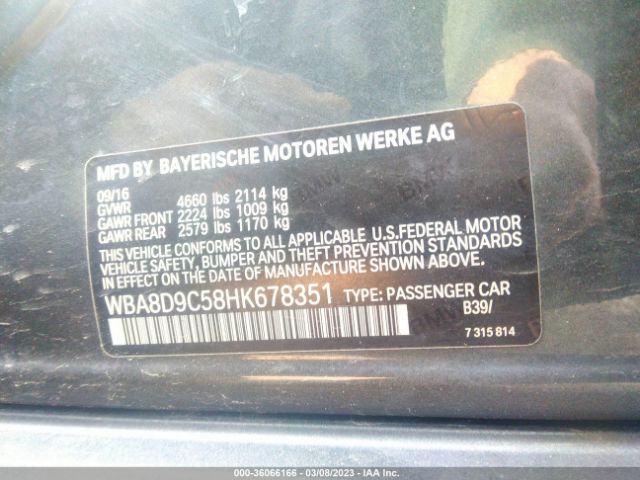 MFD BY BAYERISCHE MOTOREN WERKE AG
09/16
GVWR 4660 lbs 2114 kg
GAWR FRONT 2224 lbs 1009 kg
GAWR REAR 2579 lbs 1170 kg
THIS VEHICLE CONFORMS TO ALL APPLICABLE U.S.FEDERAL MOTOR
VEHICLE SAFETY, BUMPER AND THEFT PREVENTION STANDARDS
IN EFFECT ON THE DATE OF MANUFACTURE SHOWN ABOVE.
WBA8D9C58HK678351 TYPE: PASSENGER CAR
B39/
7 315 814
000-36066166 — 03/08/2023 — IAA Inc.